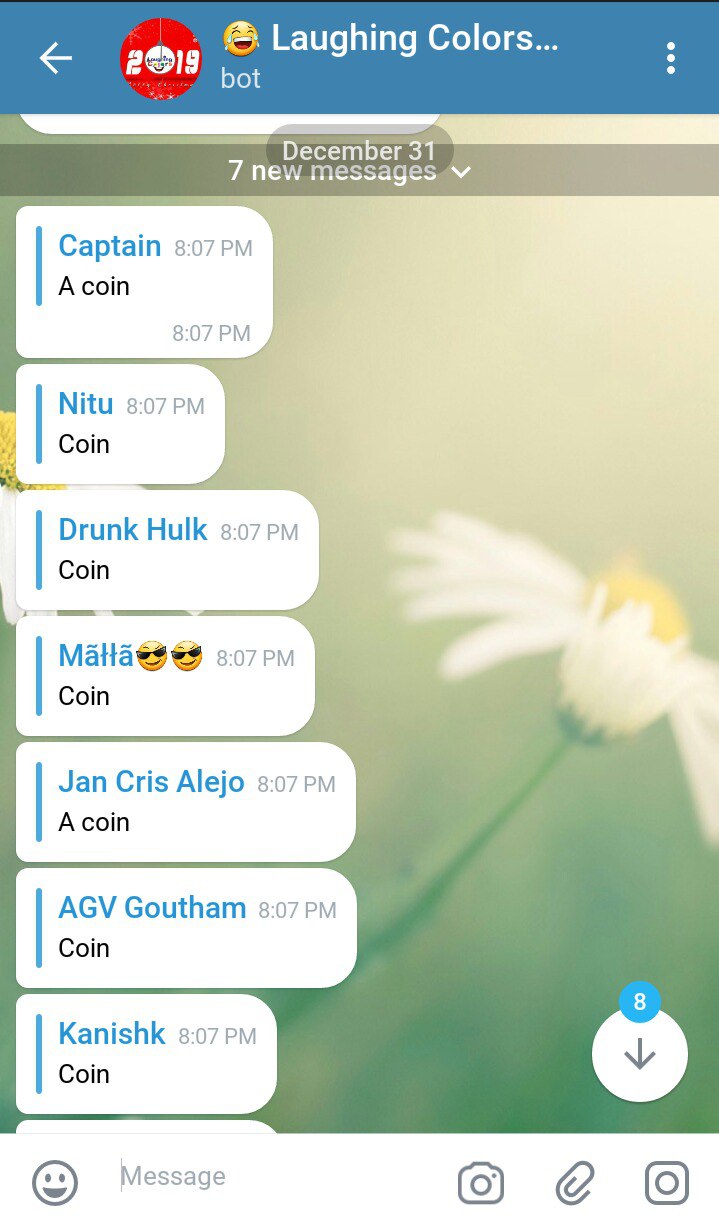 😂 Laughing Colors...
bot
2019
Laughing
Colors
December 31
7 new messages
Captain 8:07 PM
A coin
8:07 PM
Nitu 8:07 PM
Coin
Drunk Hulk 8:07 PM
Coin
Mãłłã😎😎 8:07 PM
Coin
Jan Cris Alejo 8:07 PM
A coin
AGV Goutham 8:07 PM
Coin
Kanishk 8:07 PM
Coin
8
Message